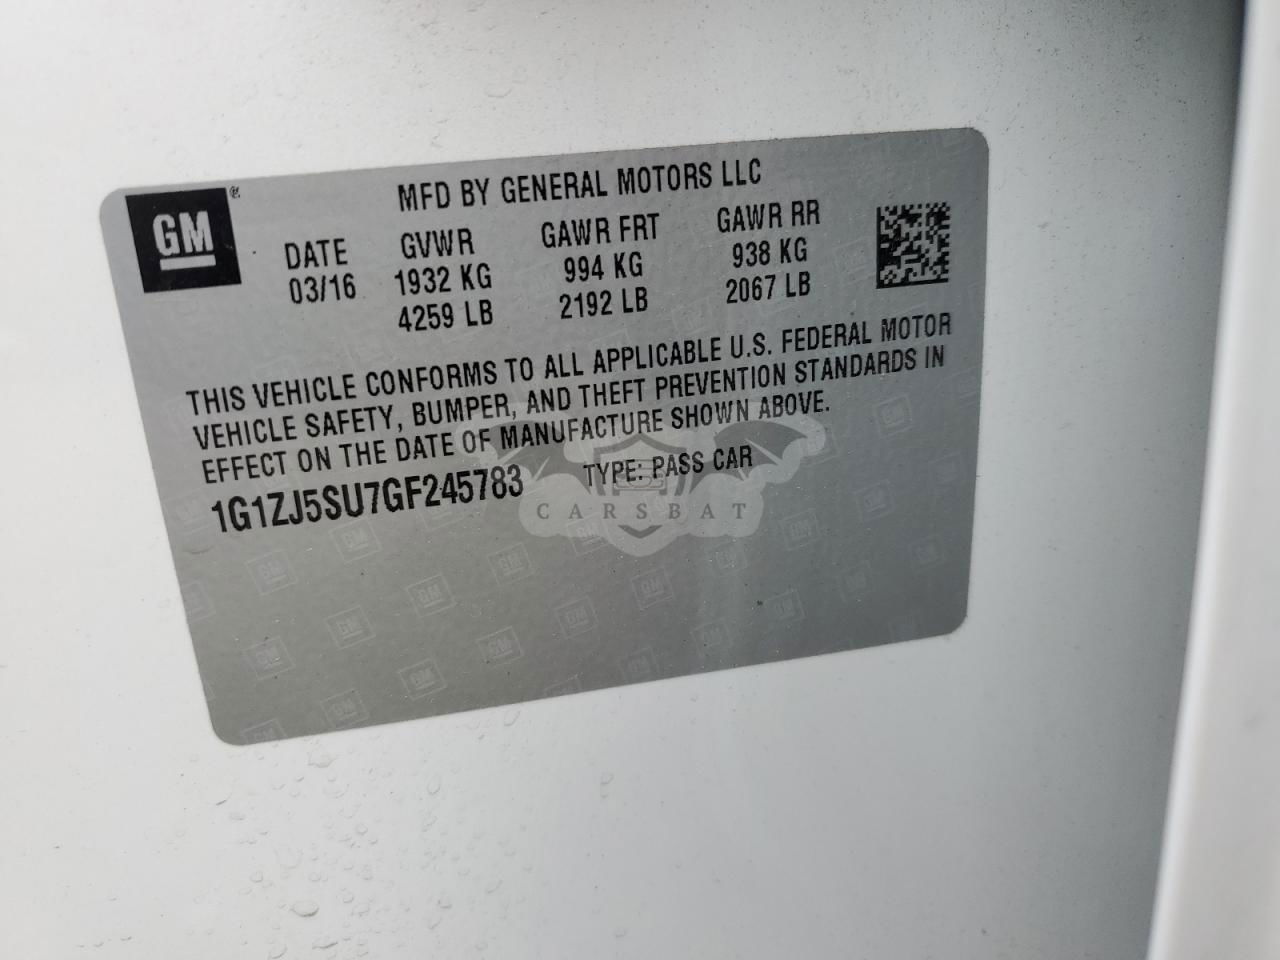 GM ®
MFD BY GENERAL MOTORS LLC
DATE GVWR GAWR FRT GAWR RR
03/16 1932 KG 994 KG 938 KG
4259 LB 2192 LB 2067 LB
THIS VEHICLE CONFORMS TO ALL APPLICABLE U.S. FEDERAL MOTOR
VEHICLE SAFETY, BUMPER, AND THEFT PREVENTION STANDARDS IN
EFFECT ON THE DATE OF MANUFACTURE SHOWN ABOVE.
1G1ZJ5SU7GF245783 TYPE: PASS CAR
CARSBAT